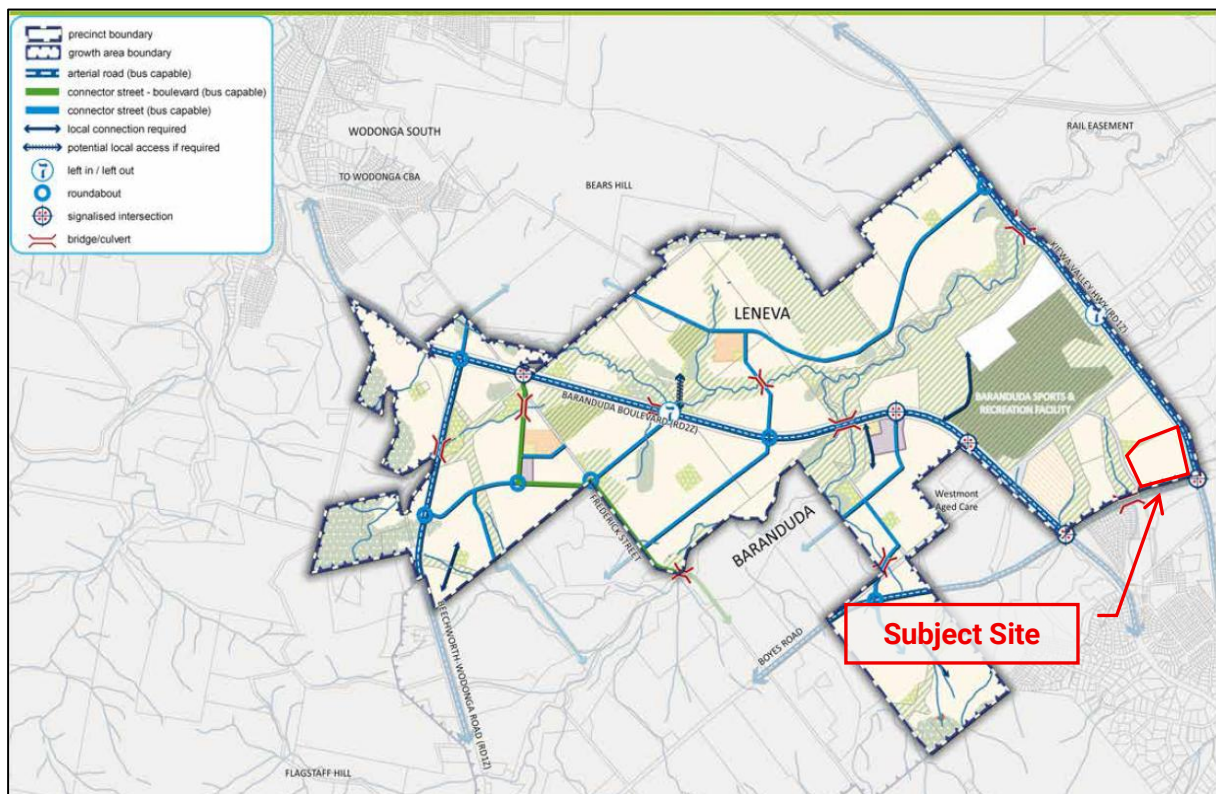 precinct boundary
growth area boundary
arterial road (bus capable)
connector street - boulevard (bus capable)
connector street (bus capable)
local connection required
potential local access if required
left in / left out
roundabout
signalised intersection
bridge/culvert
WODONGA SOUTH
TO WODONGA CBA
BEARS HILL
RAIL EASEMENT
KIEWA VALLEY HWY (RD1Z)
LENEVA
BARANDUDA BOULEVARD (RD2Z)
BARANDUDA SPORTS &
RECREATION FACILITY
FREDERICK STREET
BARANDUDA
Westmont
Aged Care
Subject Site
BOYES ROAD
BEECHWORTH-WODONGA ROAD (RD1Z)
FLAGSTAFF HILL